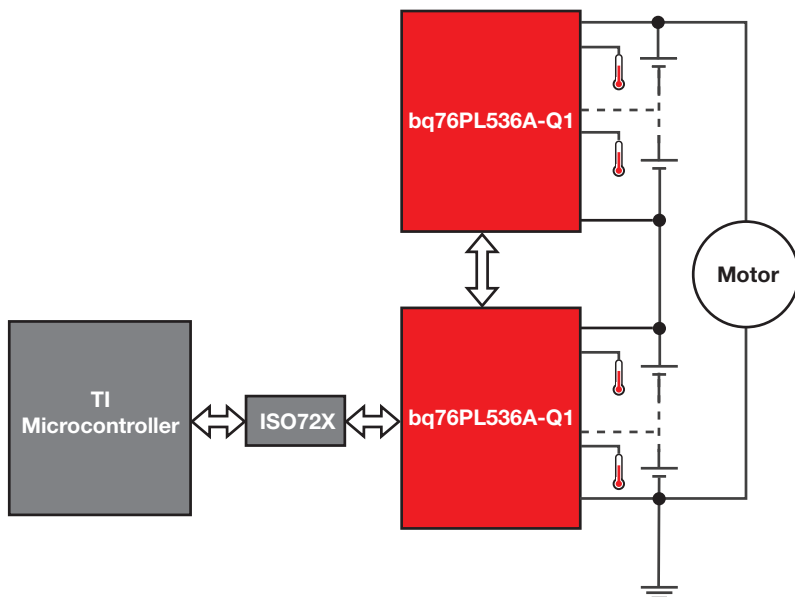 bq76PL536A-Q1
Motor
bq76PL536A-Q1
TI
Microcontroller
ISO72X